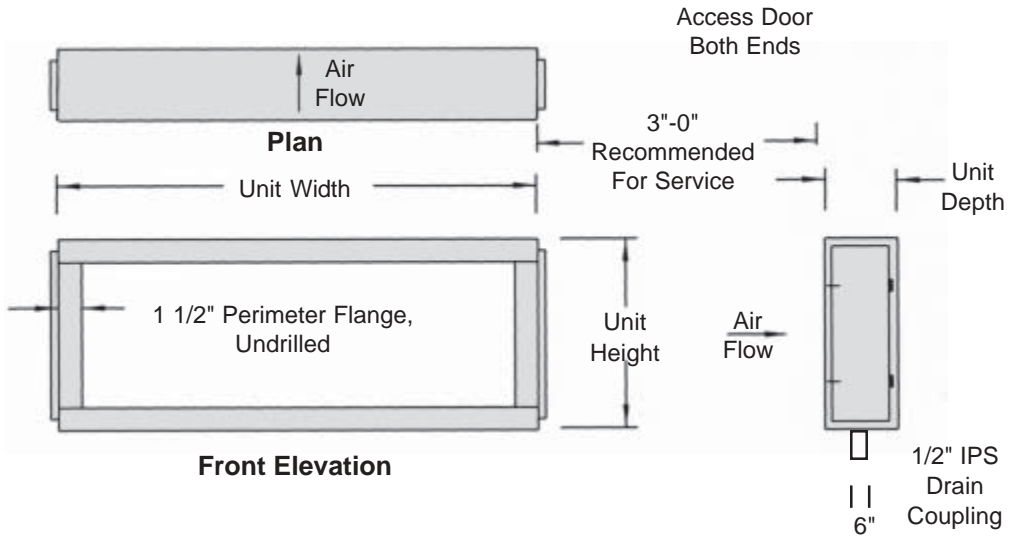 Access Door
Both Ends
Air
Flow
Plan
3"-0"
Recommended
For Service
Unit Width
Unit
Depth
1 1/2" Perimeter Flange,
Undrilled
Unit
Height
Air
Flow
Front Elevation
1/2" IPS
Drain
Coupling
6"